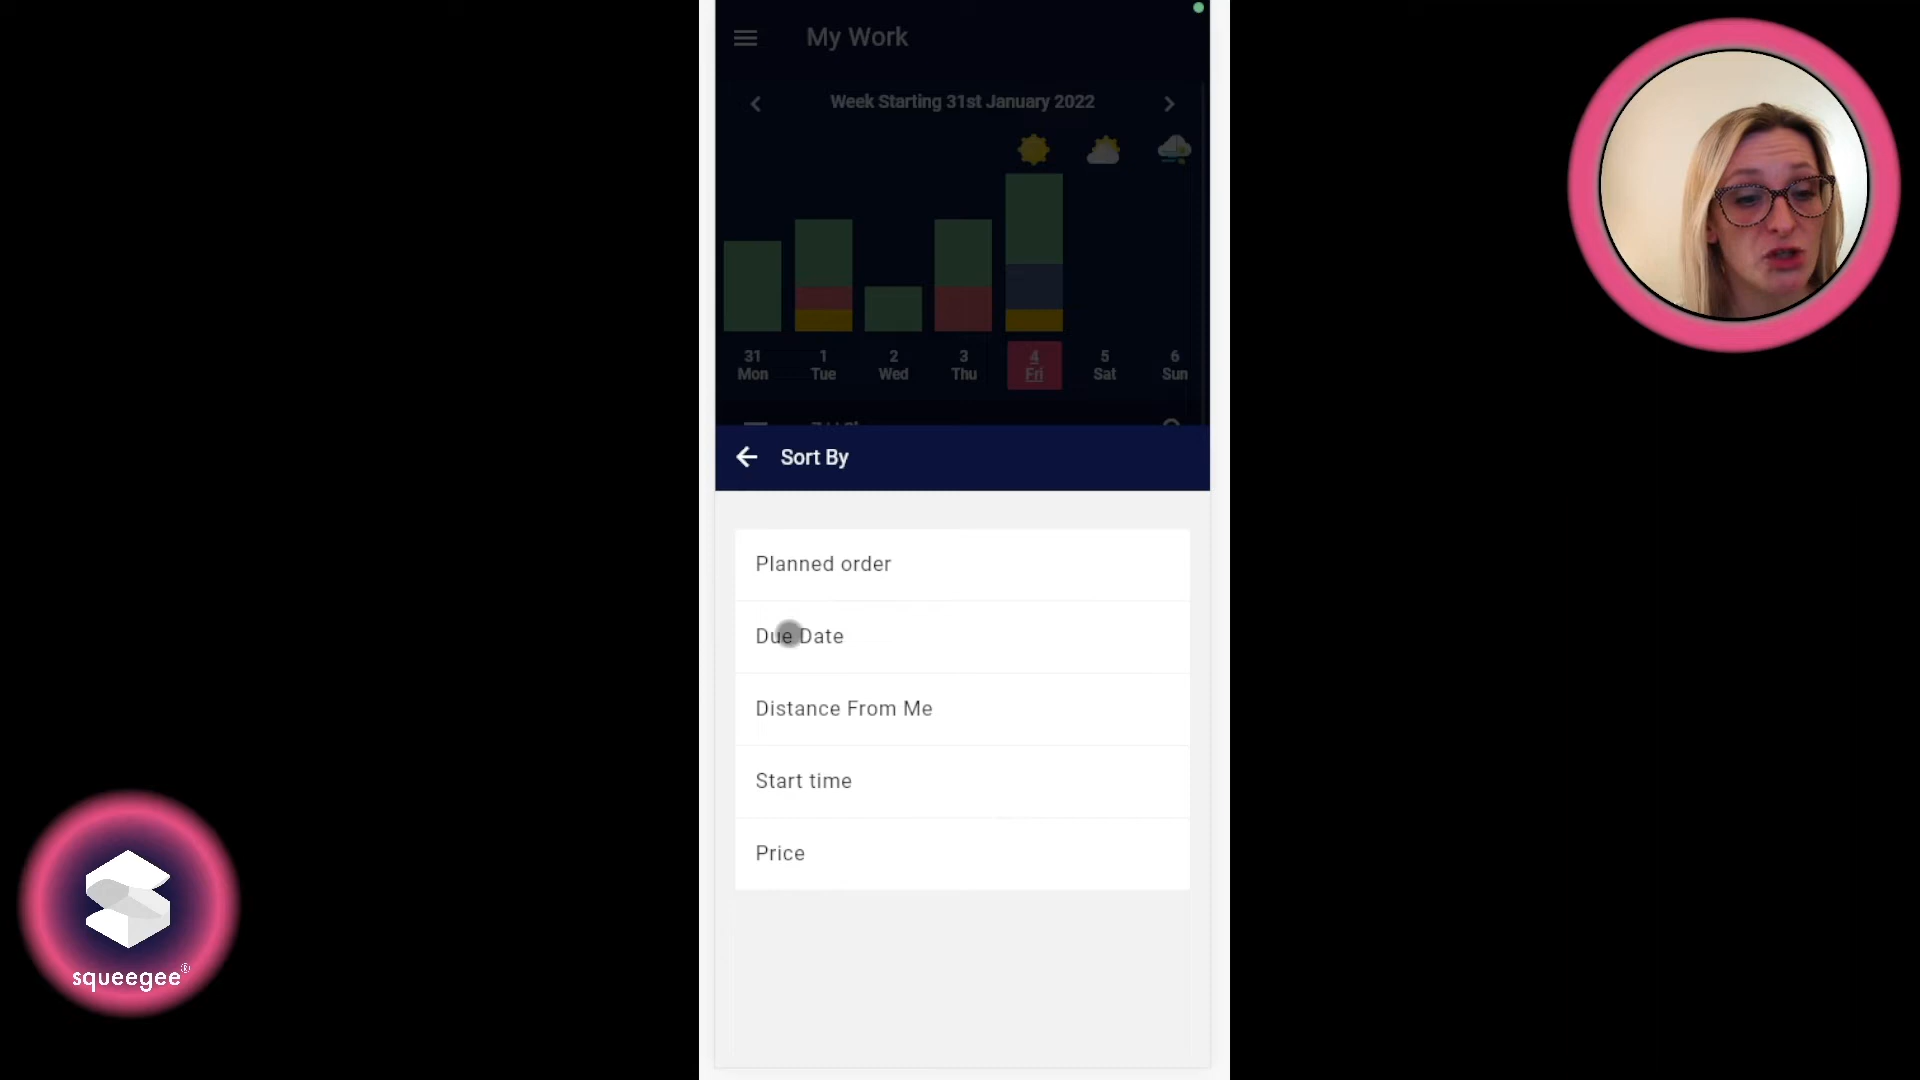 My Work
Week Starting 31st January 2022
31 1 2 3 4 5 6
Mon Tue Wed Thu Fri Sat Sun
Sort By
Planned order
Due Date
Distance From Me
Start time
Price
squeegee®